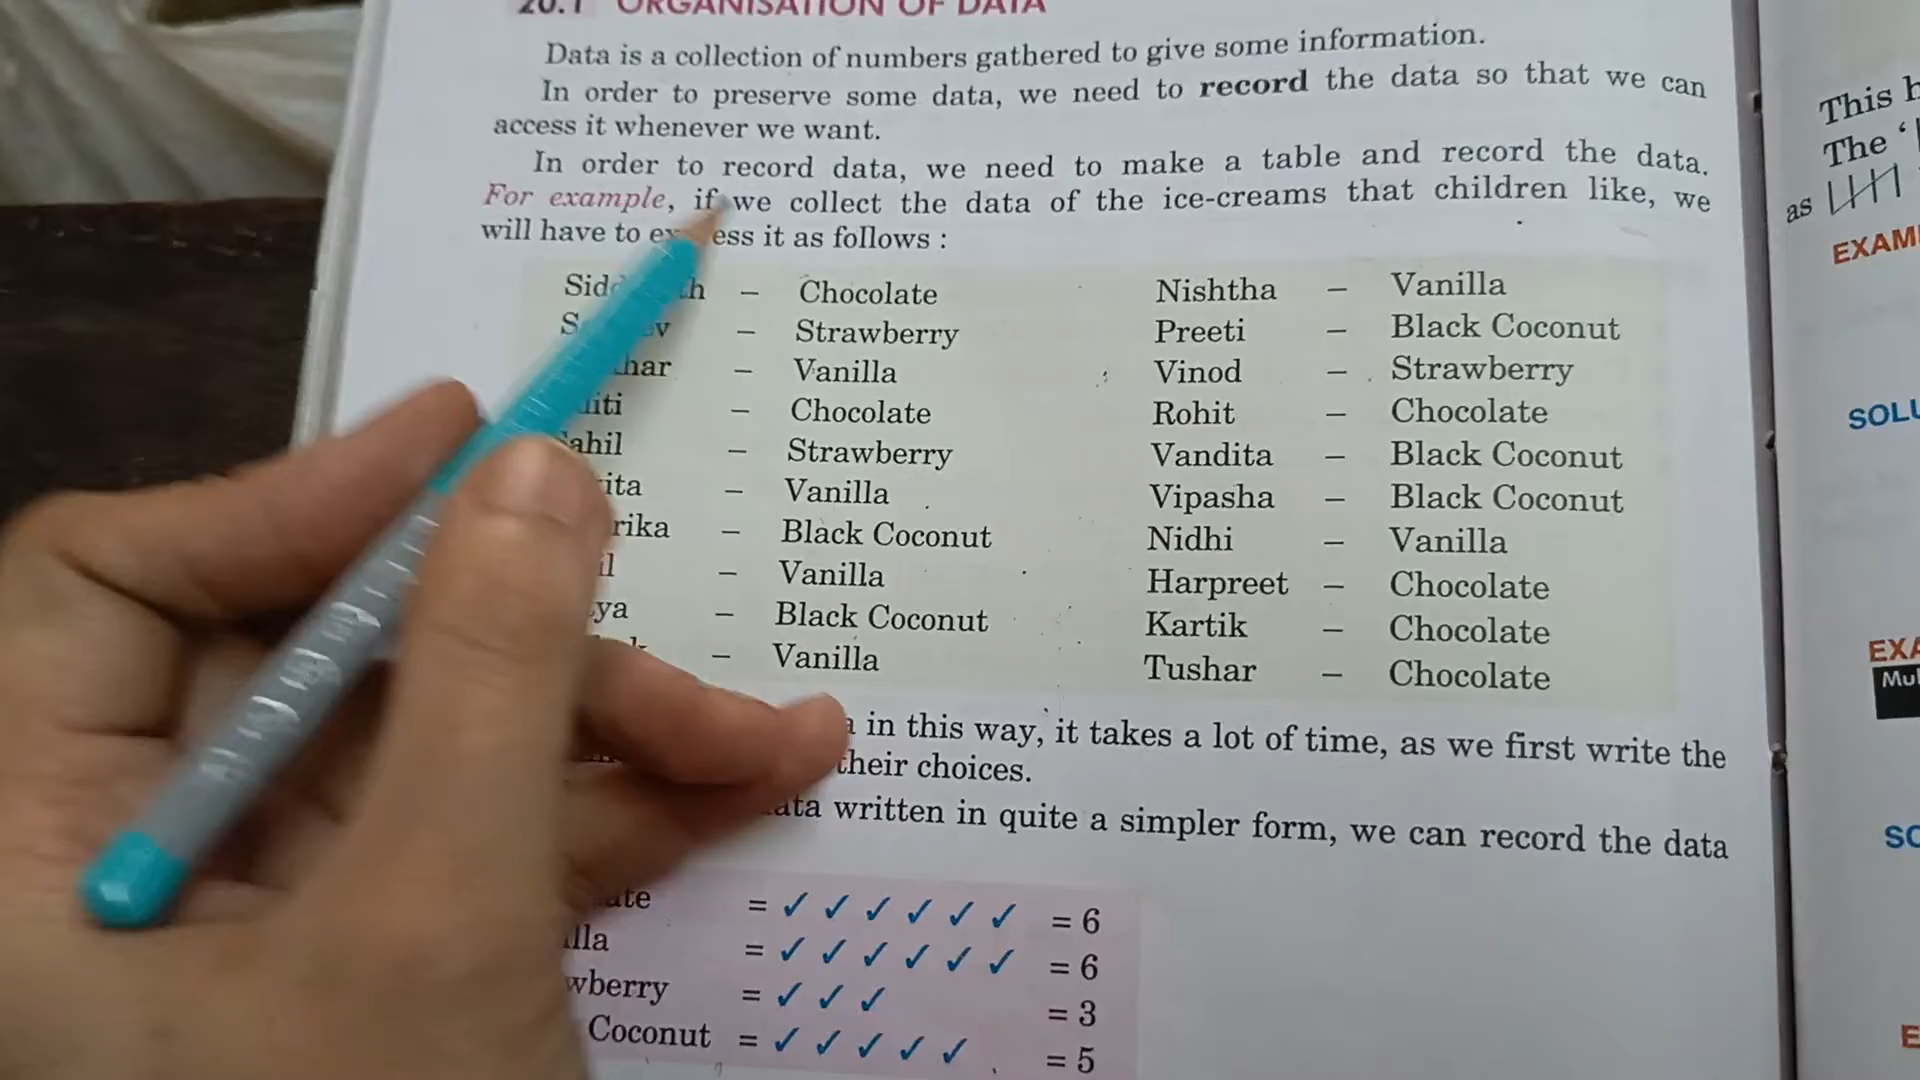 20.1 ORGANISATION OF DATA
Data is a collection of numbers gathered to give some information.
In order to preserve some data, we need to record the data so that we can
access it whenever we want.
In order to record data, we need to make a table and record the data.
For example, if we collect the data of the ice-creams that children like, we
will have to ess it as follows :
– Chocolate Nishtha – Vanilla
– Strawberry Preeti – Black Coconut
har – Vanilla Vinod – Strawberry
iti – Chocolate Rohit – Chocolate
ahil – Strawberry Vandita – Black Coconut
ita – Vanilla Vipasha – Black Coconut
rika – Black Coconut Nidhi – Vanilla
il – Vanilla Harpreet – Chocolate
ya – Black Coconut Kartik – Chocolate
– Vanilla Tushar – Chocolate
in this way, it takes a lot of time, as we first write the
their choices.
ata written in quite a simpler form, we can record the data
ate = ✓ ✓ ✓ ✓ ✓ ✓ = 6
illa = ✓ ✓ ✓ ✓ ✓ ✓ = 6
wberry = ✓ ✓ ✓ = 3
Coconut = ✓ ✓ ✓ ✓ ✓ = 5
This
The
as
EXAM
SOLU
EXA
Mul
SO
E